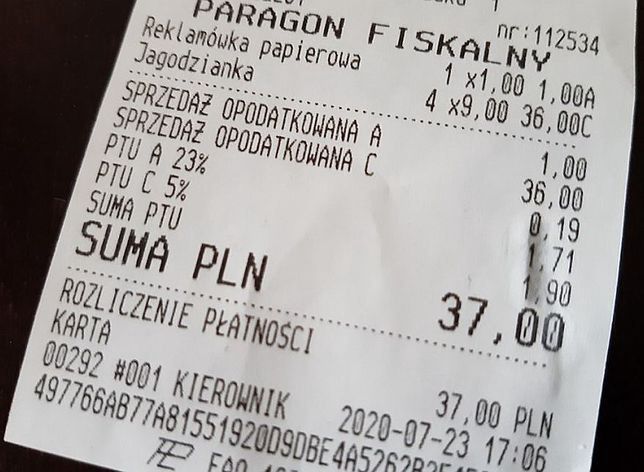 PARAGON FISKALNY
nr:112534
Reklamówka papierowa 1 x1,00 1,00A
Jagodzianka 4 x9,00 36,00C
SPRZEDAŻ OPODATKOWANA A 1,00
SPRZEDAŻ OPODATKOWANA C 36,00
PTU A 23% 0,19
PTU C 5% 1,71
SUMA PTU 1,90
SUMA PLN 37,00
ROZLICZENIE PŁATNOŚCI
KARTA 37,00 PLN
00292 #001 KIEROWNIK 2020-07-23 17:06